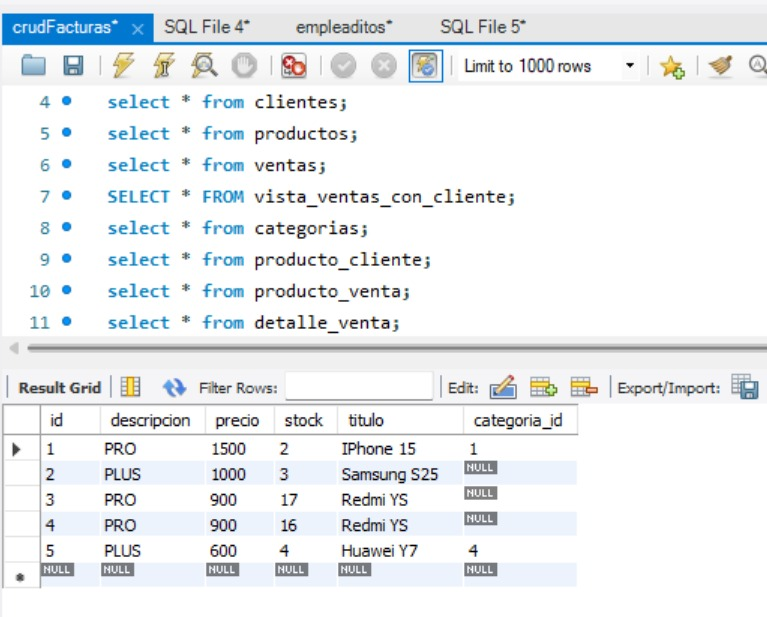 crudFacturas* × SQL File 4* empleaditos* SQL File 5*
Limit to 1000 rows
4 select * from clientes;
5 select * from productos;
6 select * from ventas;
7 SELECT * FROM vista_ventas_con_cliente;
8 select * from categorias;
9 select * from producto_cliente;
10 select * from producto_venta;
11 select * from detalle_venta;
Result Grid Filter Rows: Edit: Export/Import:
id descripcion precio stock titulo categoria_id
1 PRO 1500 2 IPhone 15 1
2 PLUS 1000 3 Samsung S25 NULL
3 PRO 900 17 Redmi YS NULL
4 PRO 900 16 Redmi YS NULL
5 PLUS 600 4 Huawei Y7 4
NULL NULL NULL NULL NULL NULL